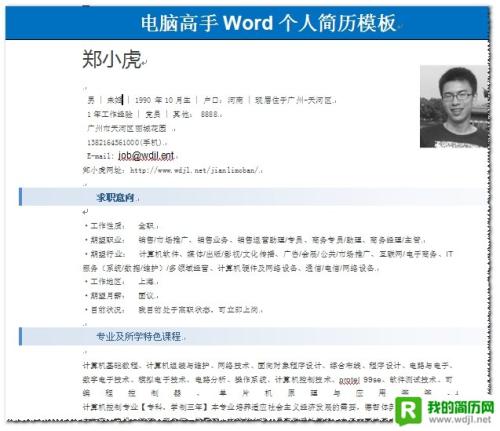 电脑高手 Word 个人简历模板
郑小虎
男 | 未婚 | 1990 年 10 月生 | 户口：河南 | 现居住于广州-天河区
1 年工作经验 | 党员 | 其他： 8888
广州市天河区丽城花园
1382164561000(手机)
E-mail: job@wdjl.ent
郑小虎网址：http://www.wdjl.net/jianlimoban/
求职意向
·工作性质： 全职
·期望职业： 销售/市场推广、销售业务、销售运营助理/专员、商务专员/助理、商务经理/主管
·期望行业： 计算机软件、媒体/出版/影视/文化传播、广告/会展/公共/市场推广、互联网/电子商务、IT
服务（系统/数据/维护）/多领域经营、计算机硬件及网络设备、通信/电信/网络设备
·工作地区： 上海
·期望月薪： 面议
·目前状况： 我目前处于离职状态，可立即上岗
专业及所学特色课程
计算机基础教程、计算机组装与维护、网络技术、面向对象程序设计、综合布线、程序设计、电路与电子、
数字电子技术、模拟电子技术、电路分析、操作系统、计算机控制技术、protel 99se、软件测试技术、可
编程控制器、单片机原理与应用等等
计算机控制专业【专科，学制三年】本专业培养适应社会主义经济发展的需要，德智体
我的简历网
www.wdjl.net